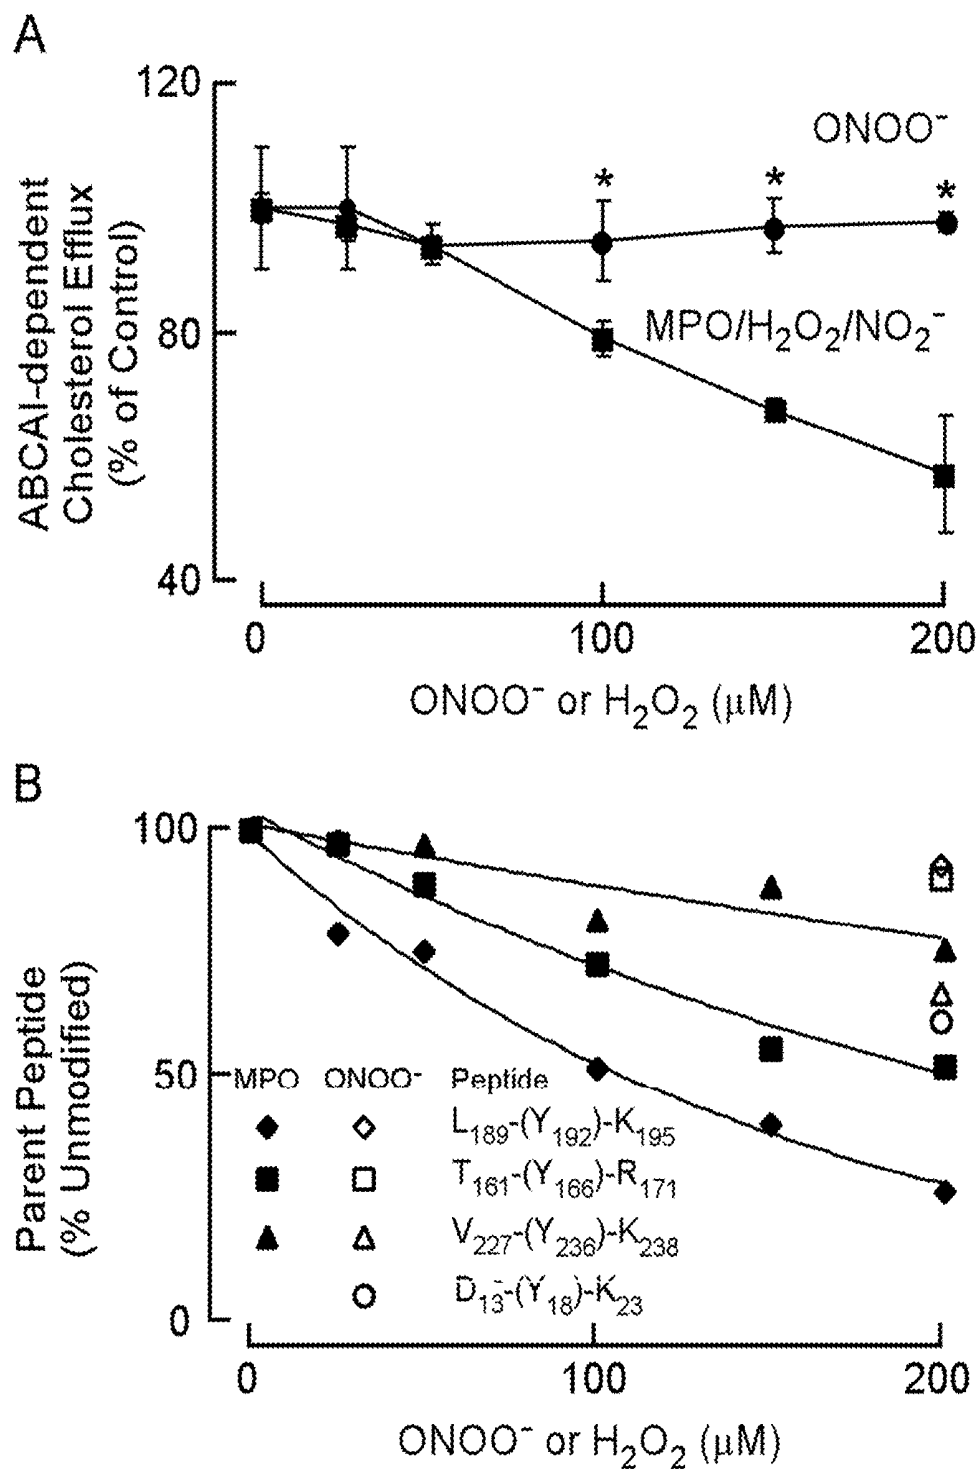 A
120
80
40
ABCAI-dependent
Cholesterol Efflux
(% of Control)
ONOO⁻
* * *
MPO/H₂O₂/NO₂⁻
0 100 200
ONOO⁻ or H₂O₂ (μM)
B
100
50
0
Parent Peptide
(% Unmodified)
MPO ONOO⁻ Peptide
L₁₈₉-(Y₁₉₂)-K₁₉₅
T₁₆₁-(Y₁₆₆)-R₁₇₁
V₂₂₇-(Y₂₃₆)-K₂₃₈
D₁₃-(Y₁₈)-K₂₃
0 100 200
ONOO⁻ or H₂O₂ (μM)